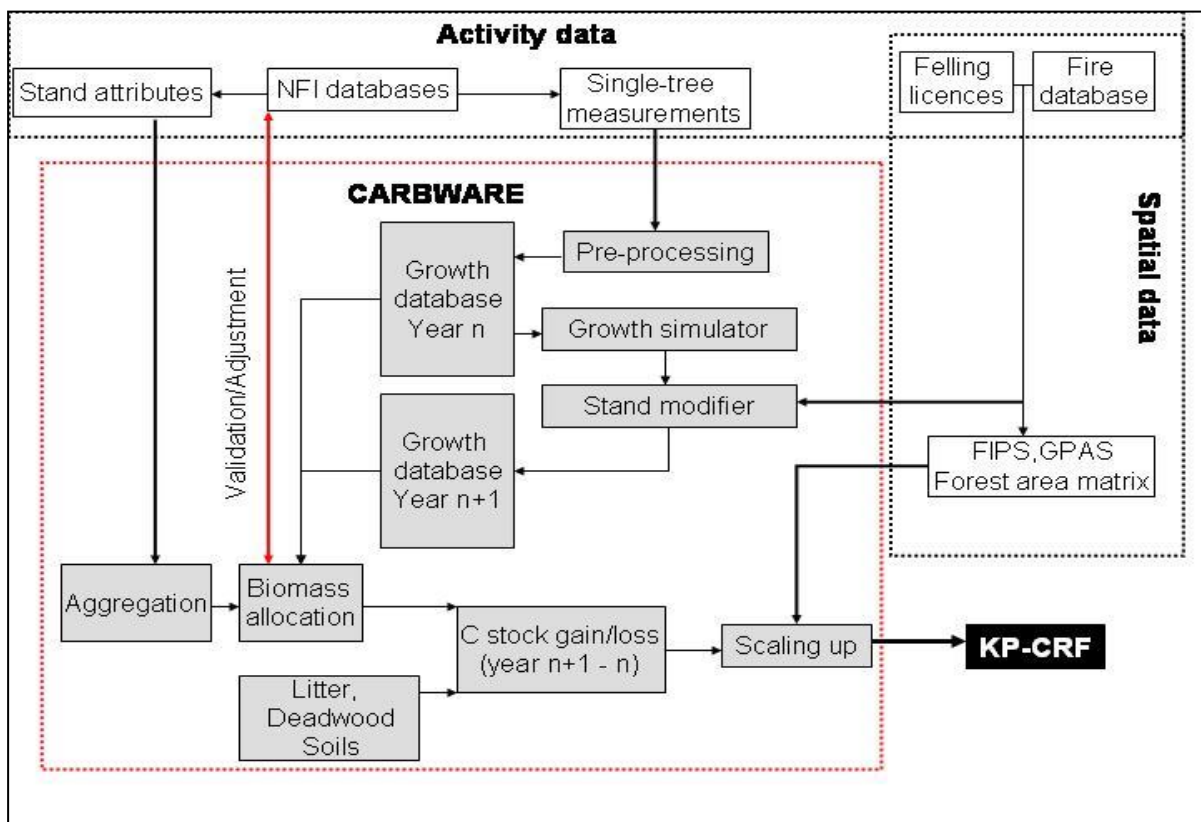 Activity data
Stand attributes
NFI databases
Single-tree
measurements
Felling
licences
Fire
database
Spatial data
CARBWARE
Validation/Adjustment
Pre-processing
Growth
database
Year n
Growth simulator
Stand modifier
Growth
database
Year n+1
FIPS,GPAS
Forest area matrix
Aggregation
Biomass
allocation
C stock gain/loss
(year n+1 - n)
Scaling up
KP-CRF
Litter,
Deadwood
Soils